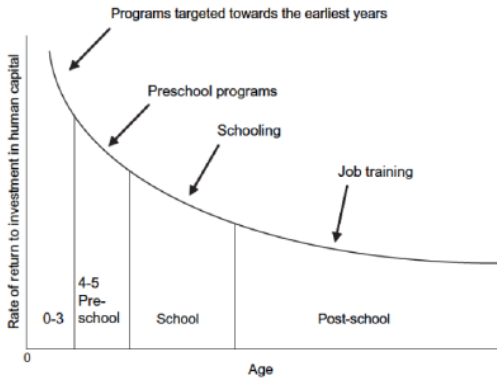 Programs targeted towards the earliest years
Preschool programs
Schooling
Job training
Rate of return to investment in human capital
0-3
4-5
Pre-
school
School
Post-school
0
Age